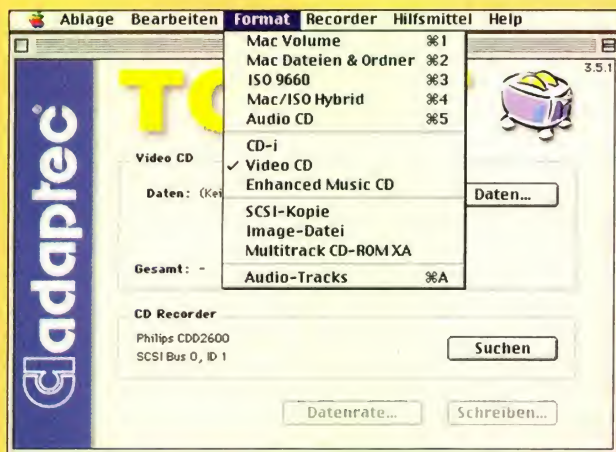 Ablage Bearbeiten Format Recorder Hilfsmittel Help
Mac Volume ⌘1
Mac Dateien & Ordner ⌘2
ISO 9660 ⌘3
Mac/ISO Hybrid ⌘4
Audio CD ⌘5
CD-i
✓ Video CD
Enhanced Music CD
SCSI-Kopie
Image-Datei
Multitrack CD-ROM XA
Audio-Tracks ⌘A
3.5.1
adaptec
Video CD
Daten: (Kei
Daten...
Gesamt: -
CD Recorder
Philips CDD2600
SCSI Bus 0, ID 1
Suchen
Datenrate...
Schreiben...